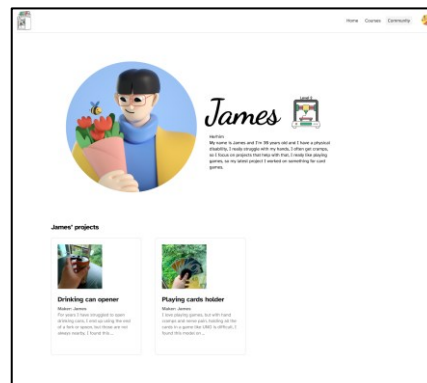 Home Courses Community
James
Level 2
Hello!
My name is James and I'm 39 years old and I have a physical
disability, I really struggle with my hands, I often get cramps,
so I focus on projects that help with that, I really like playing
games, so my latest project I worked on something for card
games.
James' projects
Drinking can opener
Maker: James
For years I have struggled to open
drinking cans, I end up using the end
of a fork or spoon, but those are not
always nearby, I found this ...
Playing cards holder
Maker: James
I love playing games, but with hand
cramps and nerve pain holding all the
cards in a game like UNO is difficult, I
found this model on ...